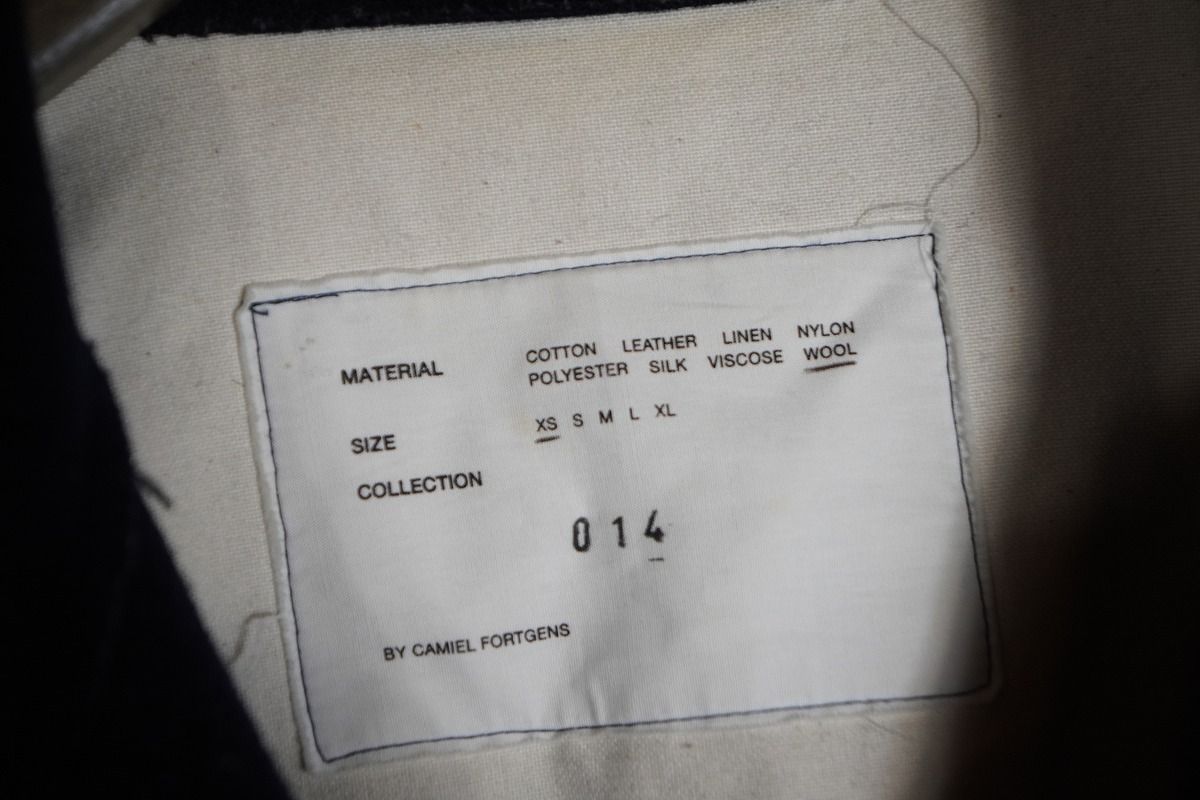 MATERIAL COTTON LEATHER LINEN NYLON
POLYESTER SILK VISCOSE WOOL
SIZE XS S M L XL
COLLECTION
014
BY CAMIEL FORTGENS